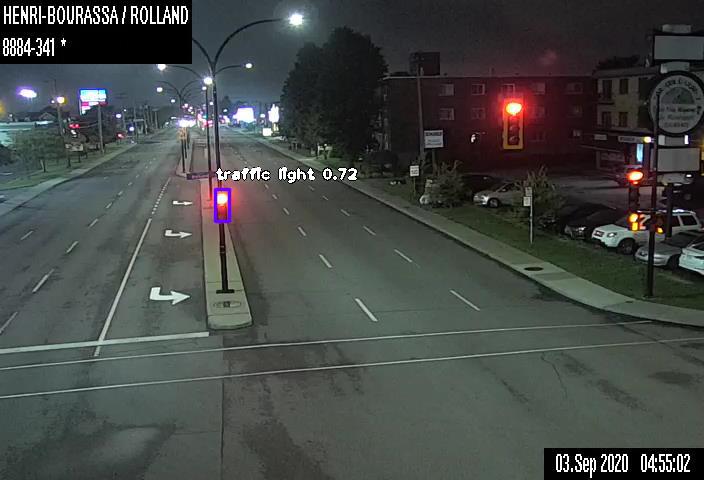 HENRI-BOURASSA / ROLLAND
8884-341 *
traffic light 0.72
03.Sep 2020 04:55:02